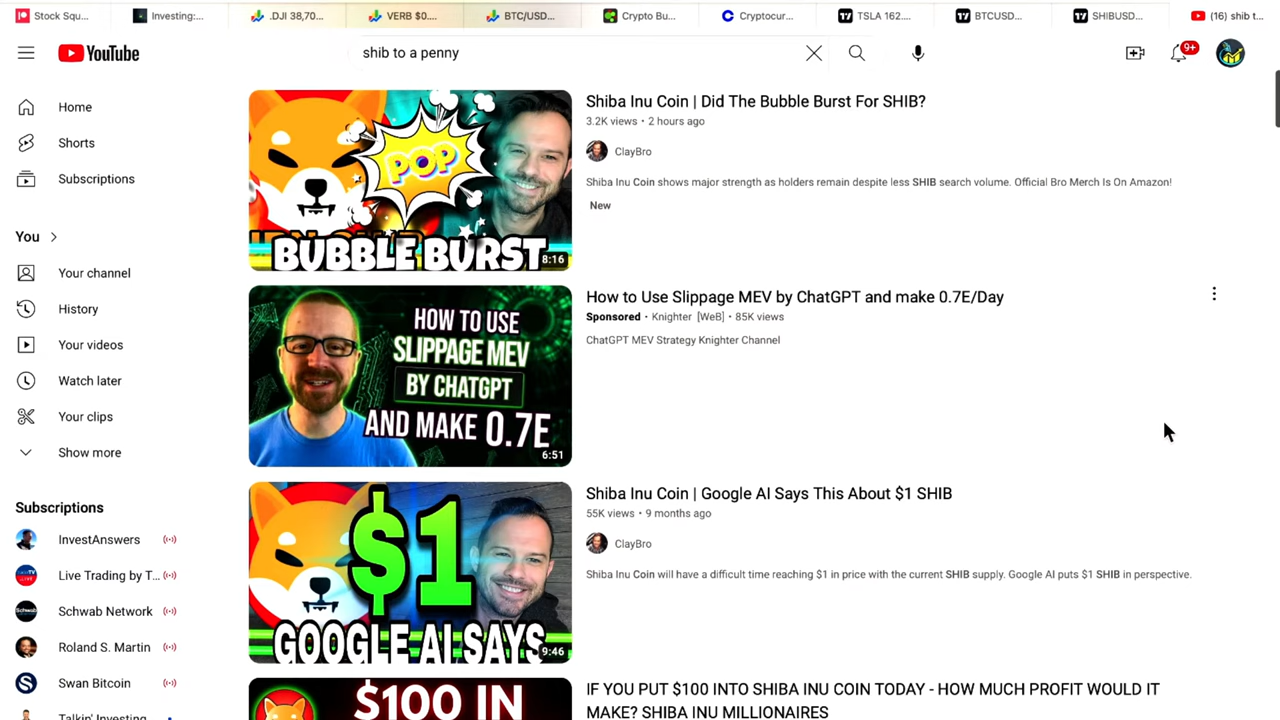 Stock Squ...
Investing:...
.DJI 38,70...
VERB $0....
BTC/USD...
Crypto Bu...
Cryptocur...
TSLA 162....
BTCUSD...
SHIBUSD...
(16) shib t...
YouTube
shib to a penny
9+
Home
Shorts
Subscriptions
You
Your channel
History
Your videos
Watch later
Your clips
Show more
Subscriptions
InvestAnswers
Live Trading by T...
Schwab Network
Roland S. Martin
Swan Bitcoin
Talkin' Investing
POP
BUBBLE BURST
8:16
Shiba Inu Coin | Did The Bubble Burst For SHIB?
3.2K views • 2 hours ago
ClayBro
Shiba Inu Coin shows major strength as holders remain despite less SHIB search volume. Official Bro Merch Is On Amazon!
New
HOW TO USE
SLIPPAGE MEV
BY CHATGPT
AND MAKE 0.7E
6:51
How to Use Slippage MEV by ChatGPT and make 0.7E/Day
Sponsored • Knighter [WeB] • 85K views
ChatGPT MEV Strategy Knighter Channel
$1
GOOGLE AI SAYS
9:46
Shiba Inu Coin | Google AI Says This About $1 SHIB
55K views • 9 months ago
ClayBro
Shiba Inu Coin will have a difficult time reaching $1 in price with the current SHIB supply. Google AI puts $1 SHIB in perspective.
$100 IN
IF YOU PUT $100 INTO SHIBA INU COIN TODAY - HOW MUCH PROFIT WOULD IT
MAKE? SHIBA INU MILLIONAIRES